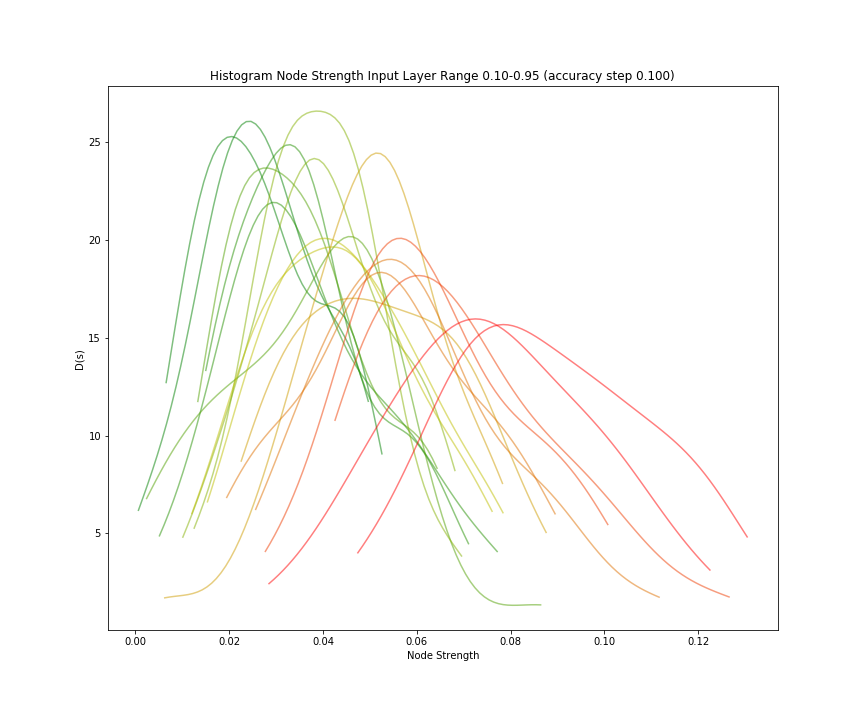 Histogram Node Strength Input Layer Range 0.10-0.95 (accuracy step 0.100)
25
20
15
10
5
D(s)
0.00 0.02 0.04 0.06 0.08 0.10 0.12
Node Strength